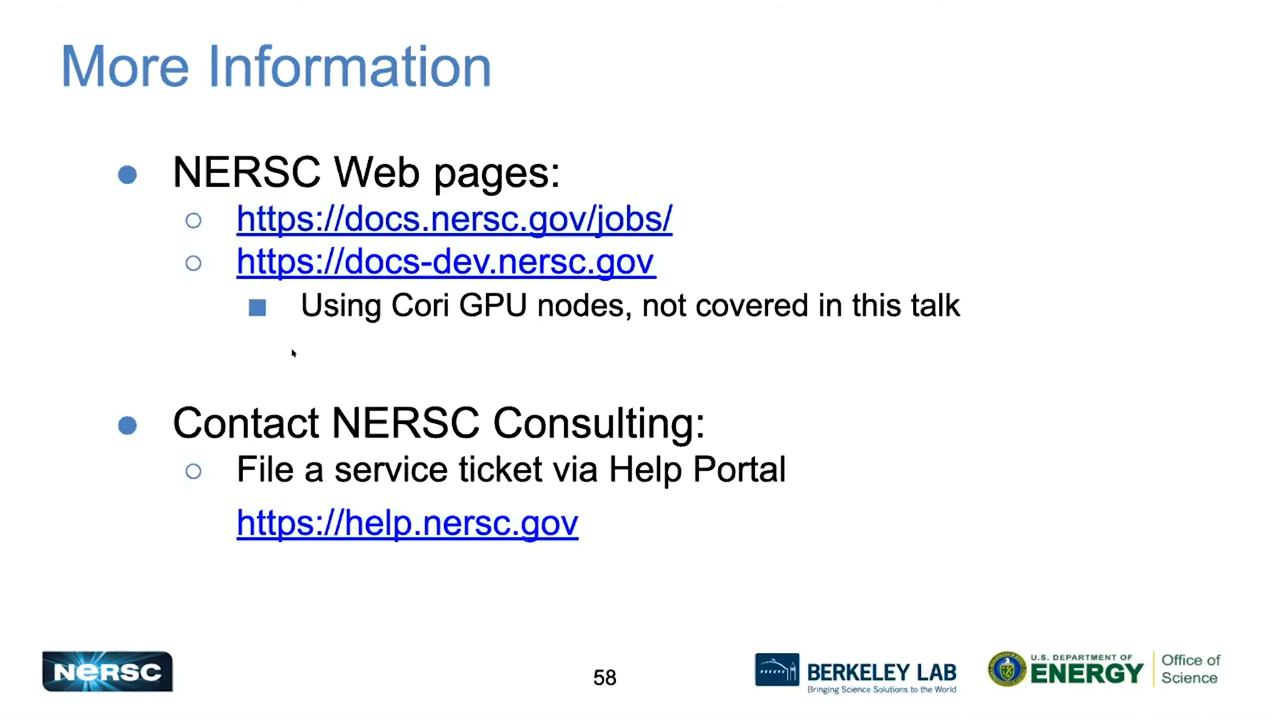 More Information
● NERSC Web pages:
○ https://docs.nersc.gov/jobs/
○ https://docs-dev.nersc.gov
■ Using Cori GPU nodes, not covered in this talk
● Contact NERSC Consulting:
○ File a service ticket via Help Portal
https://help.nersc.gov
NERSC
58
BERKELEY LAB
Bringing Science Solutions to the World
U.S. DEPARTMENT OF
ENERGY
Office of
Science